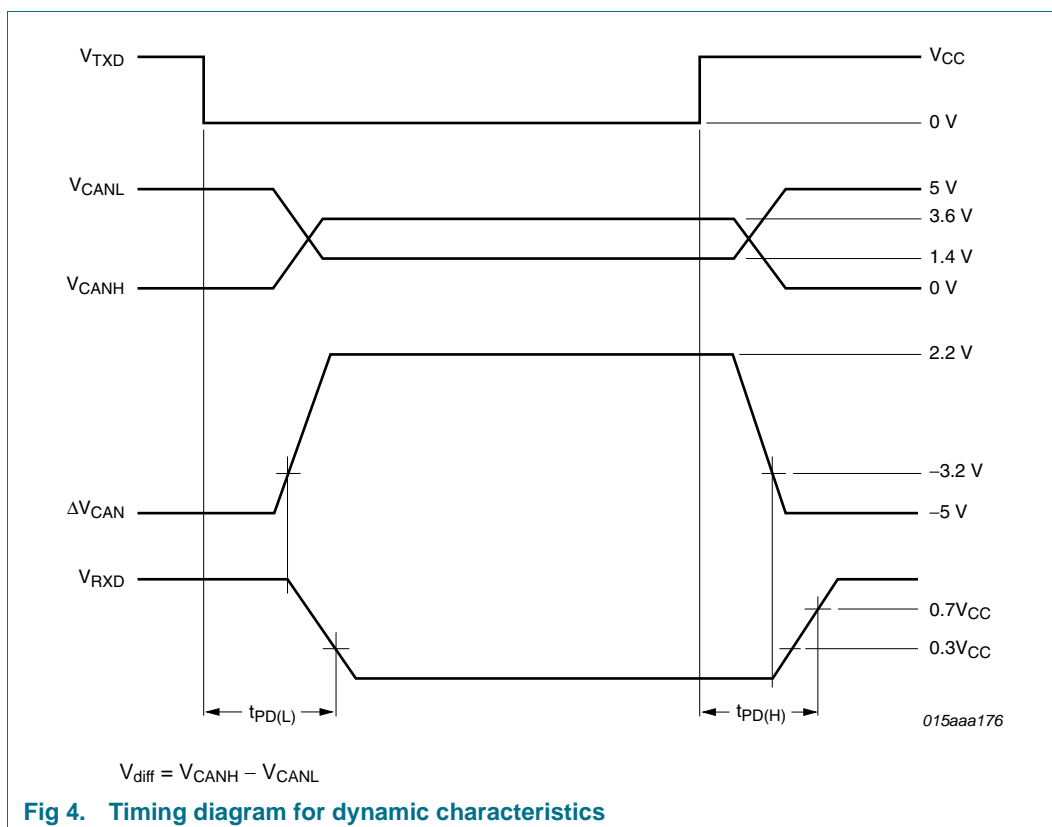 VTXD
VCC
0 V
VCANL
5 V
3.6 V
1.4 V
VCANH
0 V
2.2 V
−3.2 V
ΔVCAN
−5 V
VRXD
0.7VCC
0.3VCC
tPD(L)
tPD(H)
015aaa176
Vdiff = VCANH − VCANL
Fig 4. Timing diagram for dynamic characteristics